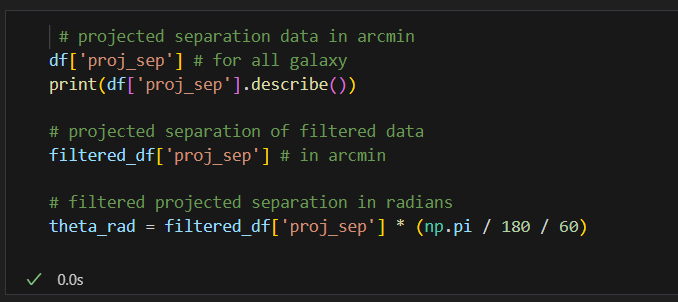 # projected separation data in arcmin
df['proj_sep'] # for all galaxy
print(df['proj_sep'].describe())
# projected separation of filtered data
filtered_df['proj_sep'] # in arcmin
# filtered projected separation in radians
theta_rad = filtered_df['proj_sep'] * (np.pi / 180 / 60)
0.0s